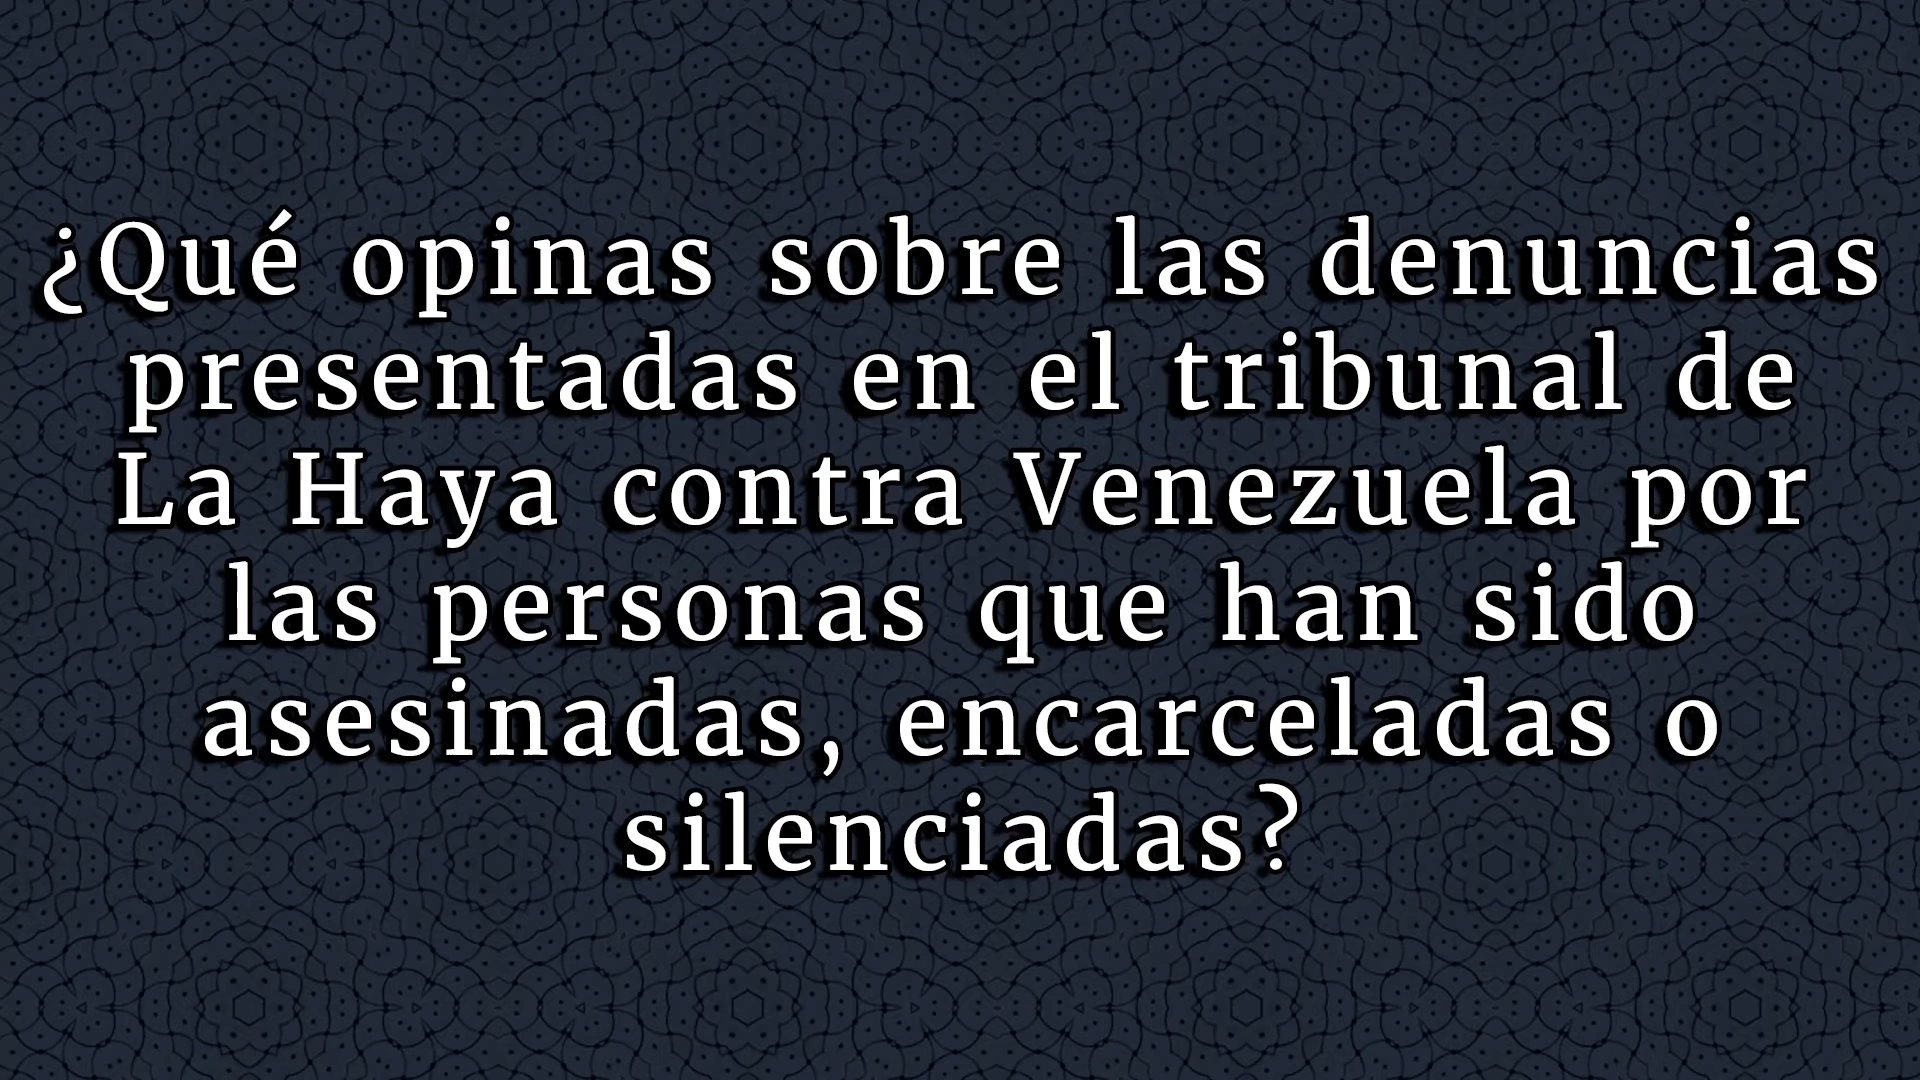 ¿Qué opinas sobre las denuncias
presentadas en el tribunal de
La Haya contra Venezuela por
las personas que han sido
asesinadas, encarceladas o
silenciadas?